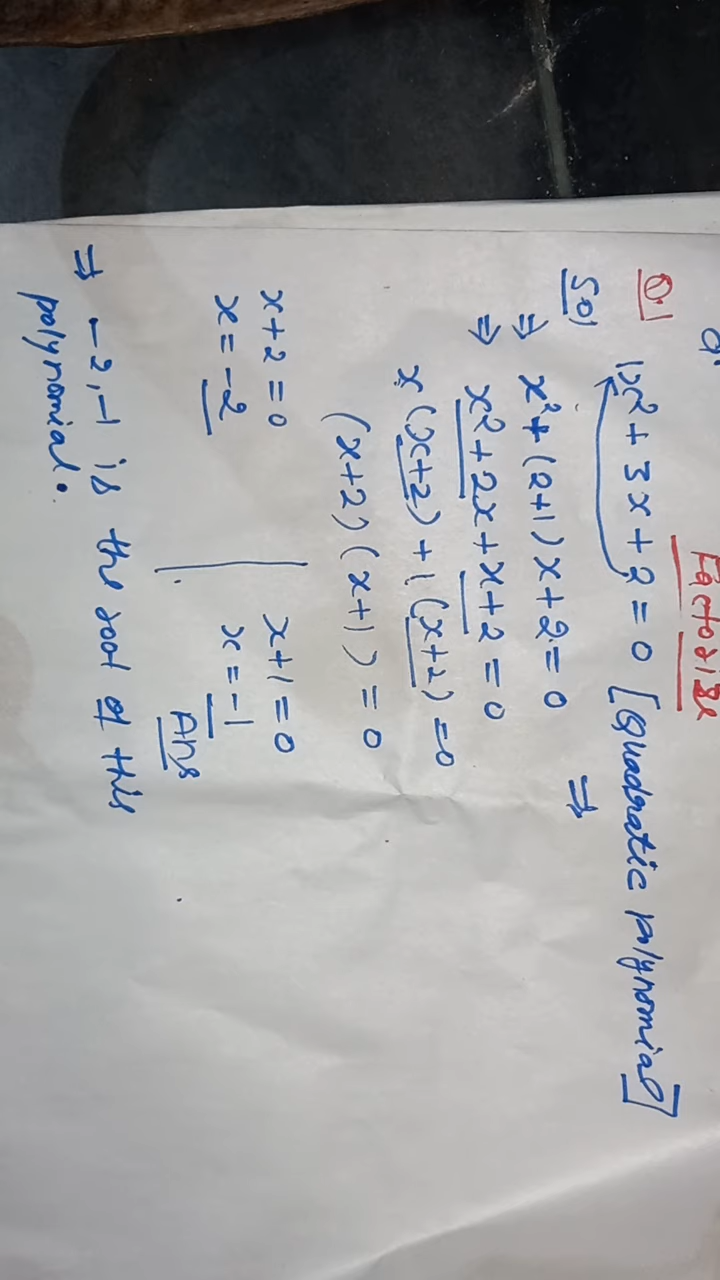 Factorize
Q.1 1x² + 3x + 2 = 0 [Quadratic polynomial]
Sol
⇒ x² + (2+1)x + 2 = 0 ⇒
⇒ x² + 2x + x + 2 = 0
x(x+2) + 1(x+2) = 0
(x+2)(x+1) = 0
x+2 = 0 x+1 = 0
x = -2 x = -1
Ans
⇒ -2, -1 is the root of this
polynomial.